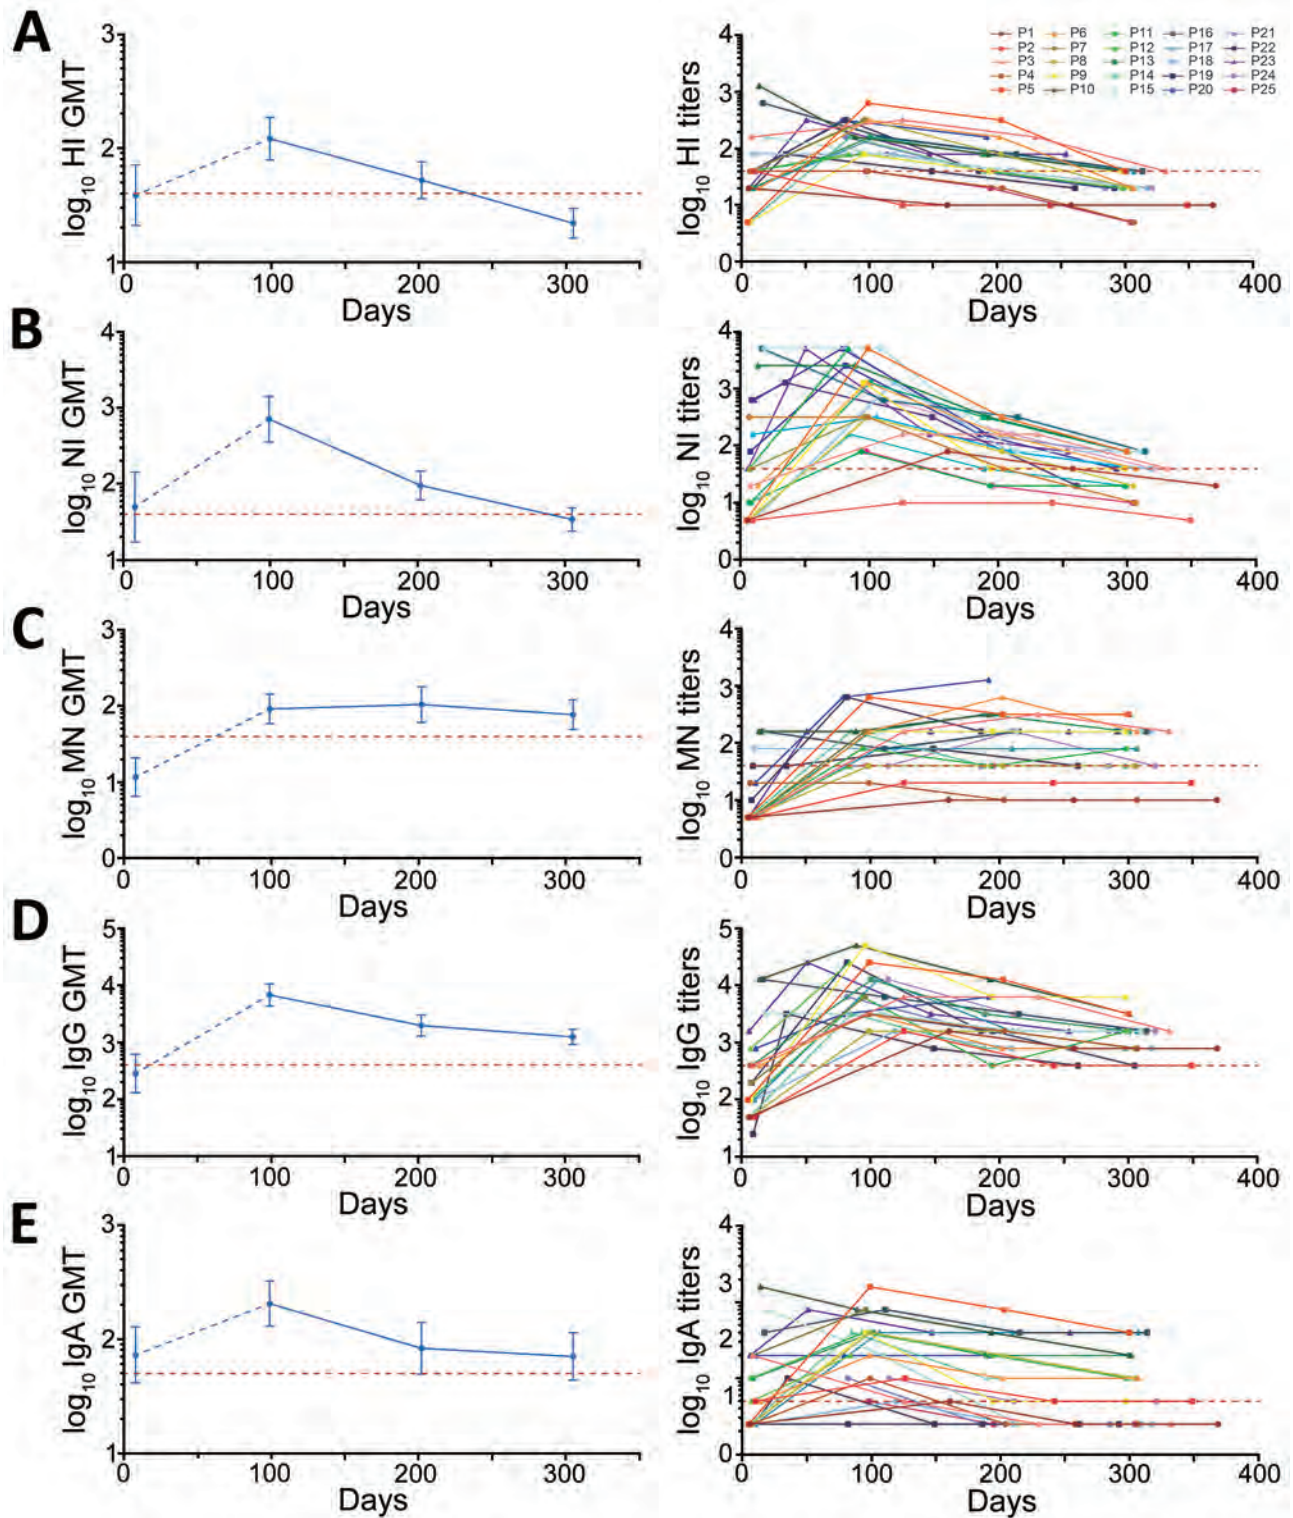 A
log10 HI GMT
3
2
1
0 100 200 300
Days
log10 HI titers
4
3
2
1
0
0 100 200 300 400
Days
P1 P6 P11 P16 P21
P2 P7 P12 P17 P22
P3 P8 P13 P18 P23
P4 P9 P14 P19 P24
P5 P10 P15 P20 P25
B
log10 NI GMT
4
3
2
1
0 100 200 300
Days
log10 NI titers
4
3
2
1
0
0 100 200 300 400
Days
C
log10 MN GMT
3
2
1
0
0 100 200 300
Days
log10 MN titers
4
3
2
1
0
0 100 200 300 400
Days
D
log10 IgG GMT
5
4
3
2
1
0 100 200 300
Days
log10 IgG titers
5
4
3
2
1
0 100 200 300 400
Days
E
log10 IgA GMT
3
2
1
0 100 200 300
Days
log10 IgA titers
4
3
2
1
0
0 100 200 300 400
Days